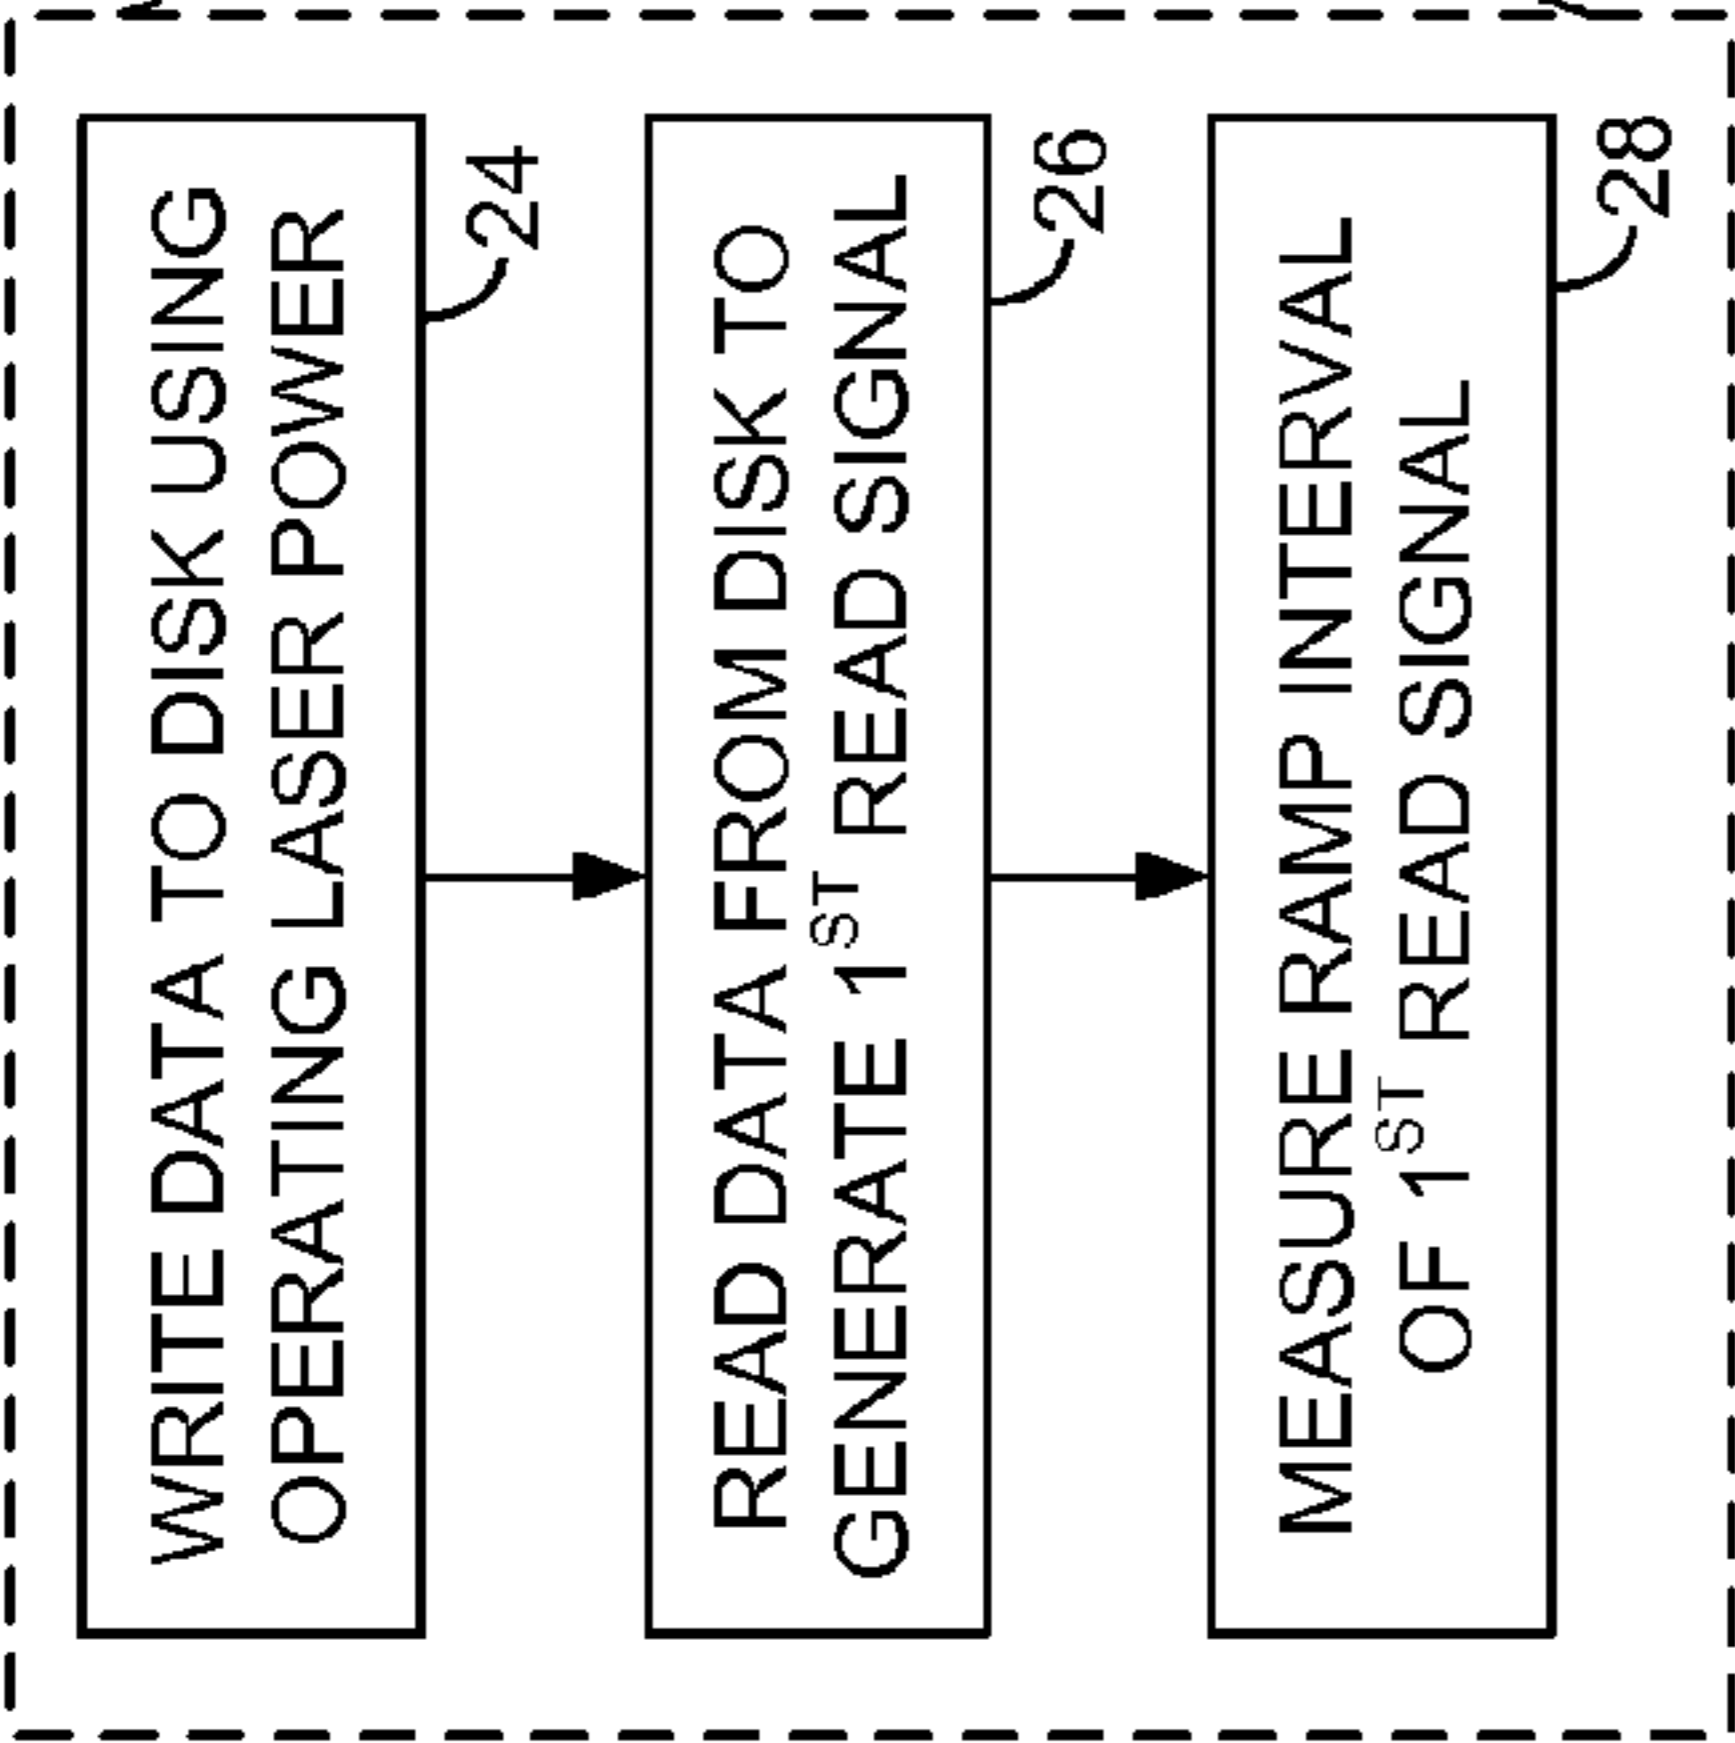 WRITE DATA TO DISK USING
OPERATING LASER POWER
24
READ DATA FROM DISK TO
GENERATE 1ST READ SIGNAL
26
MEASURE RAMP INTERVAL
OF 1ST READ SIGNAL
28